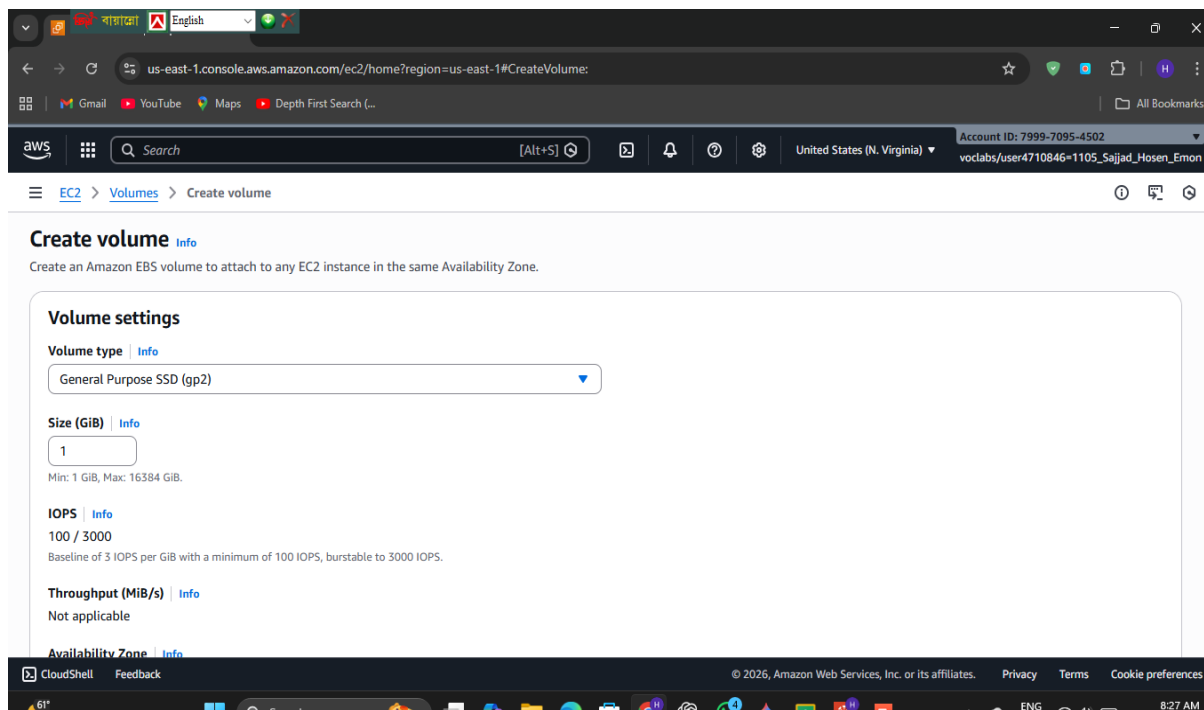 বায়ান্নো English
us-east-1.console.aws.amazon.com/ec2/home?region=us-east-1#CreateVolume:
H
Gmail YouTube Maps Depth First Search (... All Bookmarks
aws Search [Alt+S] United States (N. Virginia) Account ID: 7999-7095-4502
voclabs/user4710846=1105_Sajjad_Hosen_Emon
EC2 > Volumes > Create volume
Create volume Info
Create an Amazon EBS volume to attach to any EC2 instance in the same Availability Zone.
Volume settings
Volume type Info
General Purpose SSD (gp2)
Size (GiB) Info
1
Min: 1 GiB, Max: 16384 GiB.
IOPS Info
100 / 3000
Baseline of 3 IOPS per GiB with a minimum of 100 IOPS, burstable to 3000 IOPS.
Throughput (MiB/s) Info
Not applicable
Availability Zone Info
CloudShell Feedback © 2026, Amazon Web Services, Inc. or its affiliates. Privacy Terms Cookie preferences
61° H 4 H ENG 8:27 AM